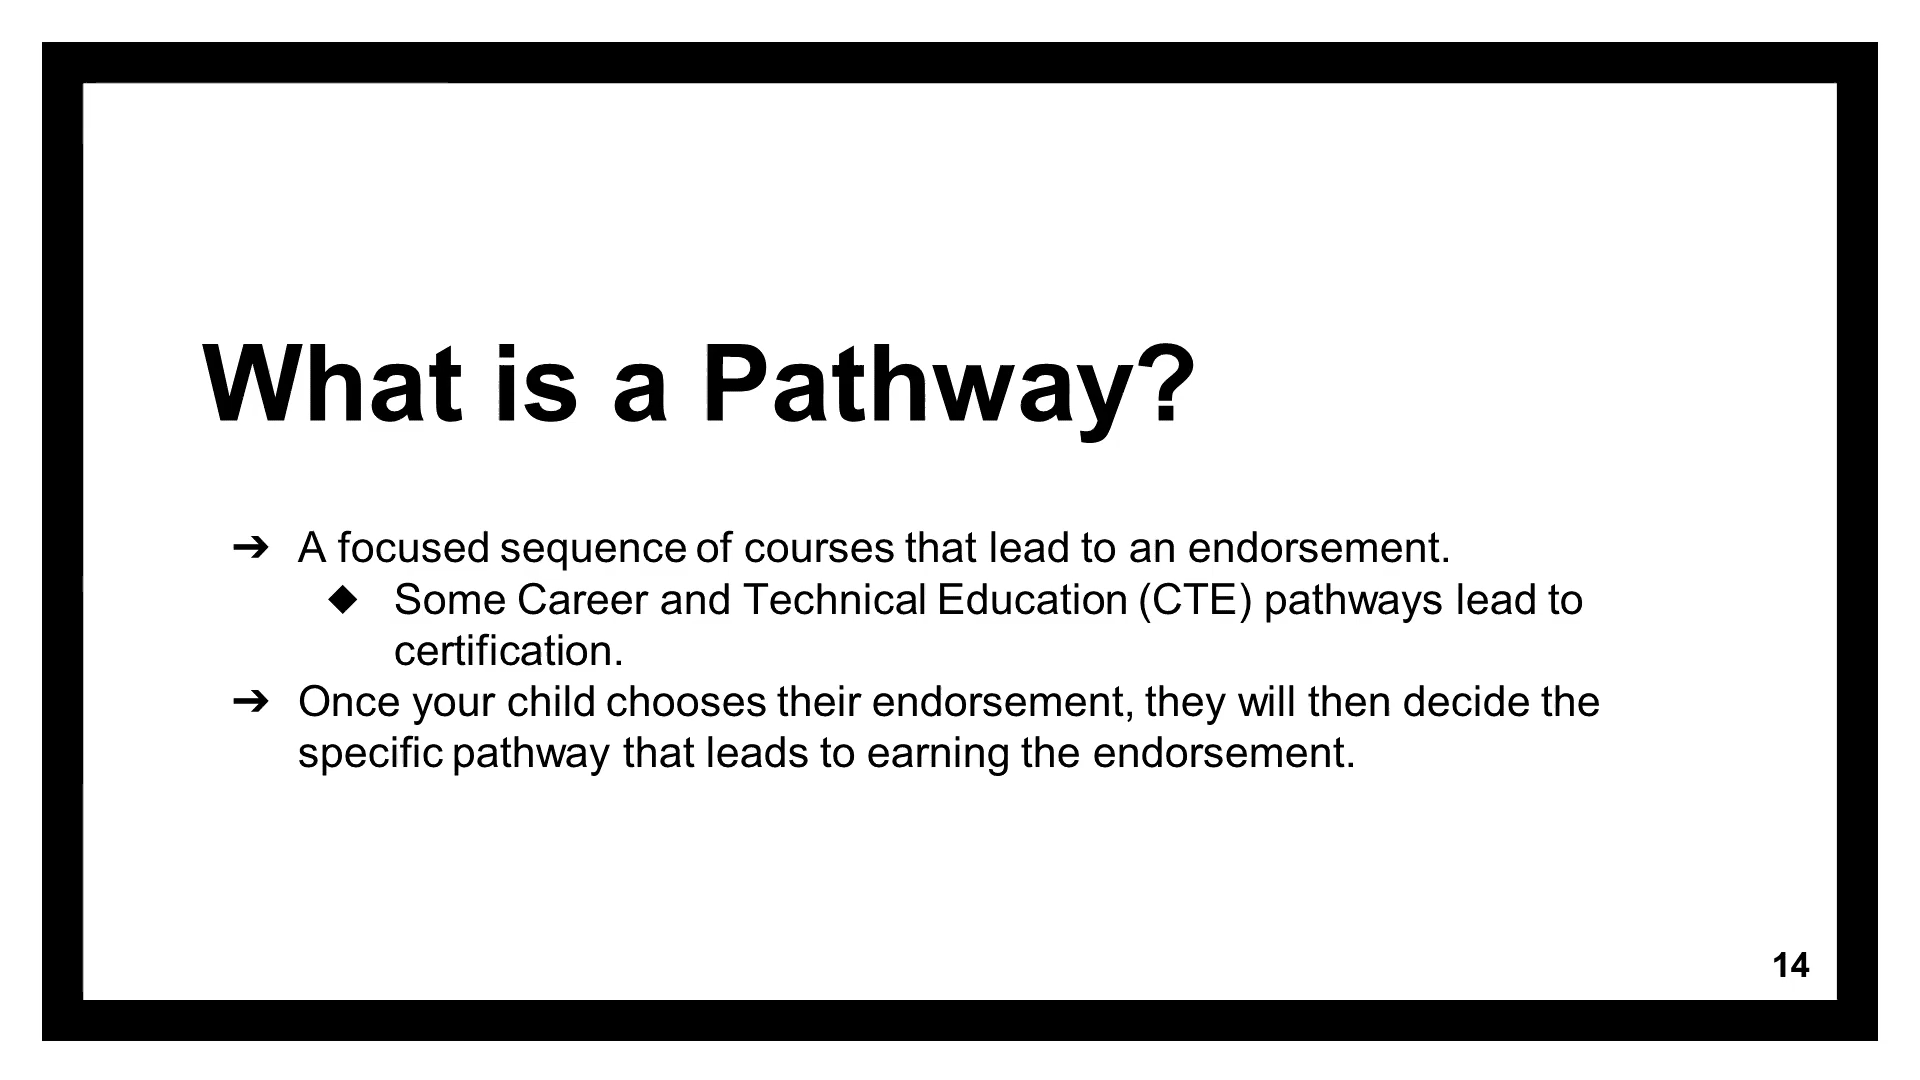 What is a Pathway?
➔ A focused sequence of courses that lead to an endorsement.
◆ Some Career and Technical Education (CTE) pathways lead to
certification.
➔ Once your child chooses their endorsement, they will then decide the
specific pathway that leads to earning the endorsement.
14